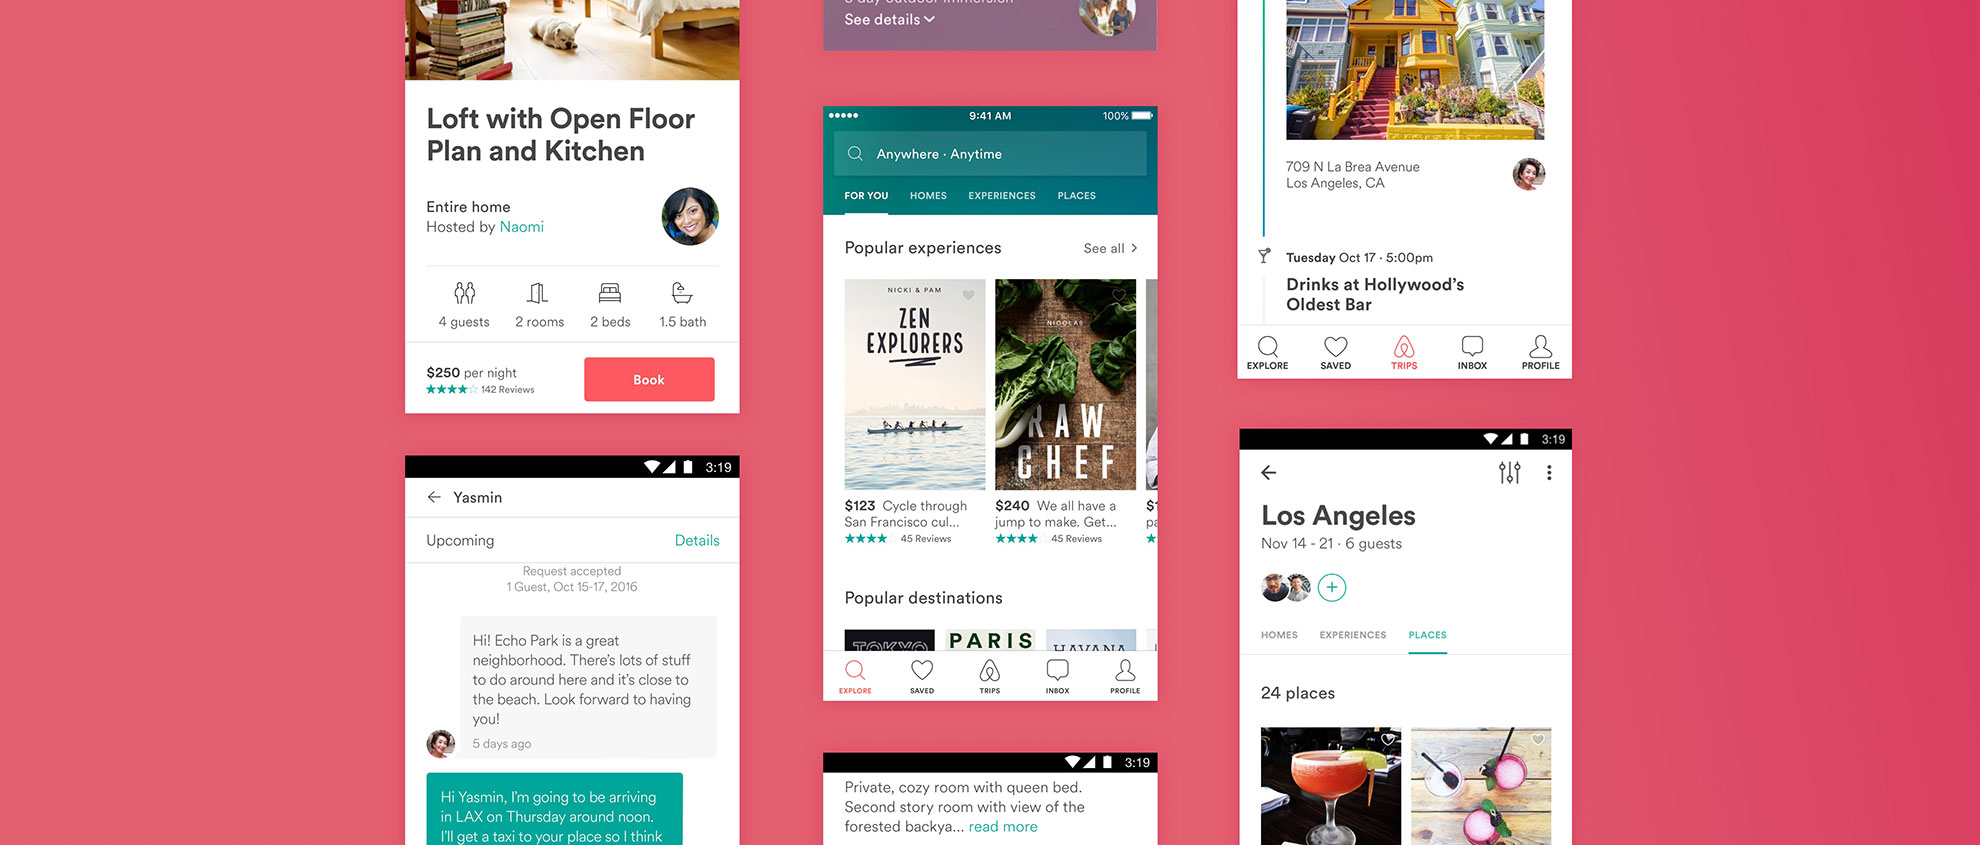 Loft with Open Floor
Plan and Kitchen
Entire home
Hosted by Naomi
4 guests
2 rooms
2 beds
1.5 bath
$250 per night
142 Reviews
Book
3:19
Yasmin
Upcoming
Details
Request accepted
1 Guest, Oct 15-17, 2016
Hi! Echo Park is a great
neighborhood. There's lots of stuff
to do around here and it's close to
the beach. Look forward to having
you!
5 days ago
Hi Yasmin, I'm going to be arriving
in LAX on Thursday around noon.
I'll get a taxi to your place so I think
See details
9:41 AM
100%
Anywhere · Anytime
FOR YOU
HOMES
EXPERIENCES
PLACES
Popular experiences
See all
NICKI & PAM
ZEN
EXPLORERS
NICOLAS
RAW
CHEF
$123 Cycle through
San Francisco cul...
45 Reviews
$240 We all have a
jump to make. Get...
45 Reviews
Popular destinations
TOKYO
PARIS
HAVANA
EXPLORE
SAVED
TRIPS
INBOX
PROFILE
3:19
Private, cozy room with queen bed.
Second story room with view of the
forested backya... read more
709 N La Brea Avenue
Los Angeles, CA
Tuesday Oct 17 · 5:00pm
Drinks at Hollywood's
Oldest Bar
EXPLORE
SAVED
TRIPS
INBOX
PROFILE
3:19
Los Angeles
Nov 14 - 21 · 6 guests
HOMES
EXPERIENCES
PLACES
24 places